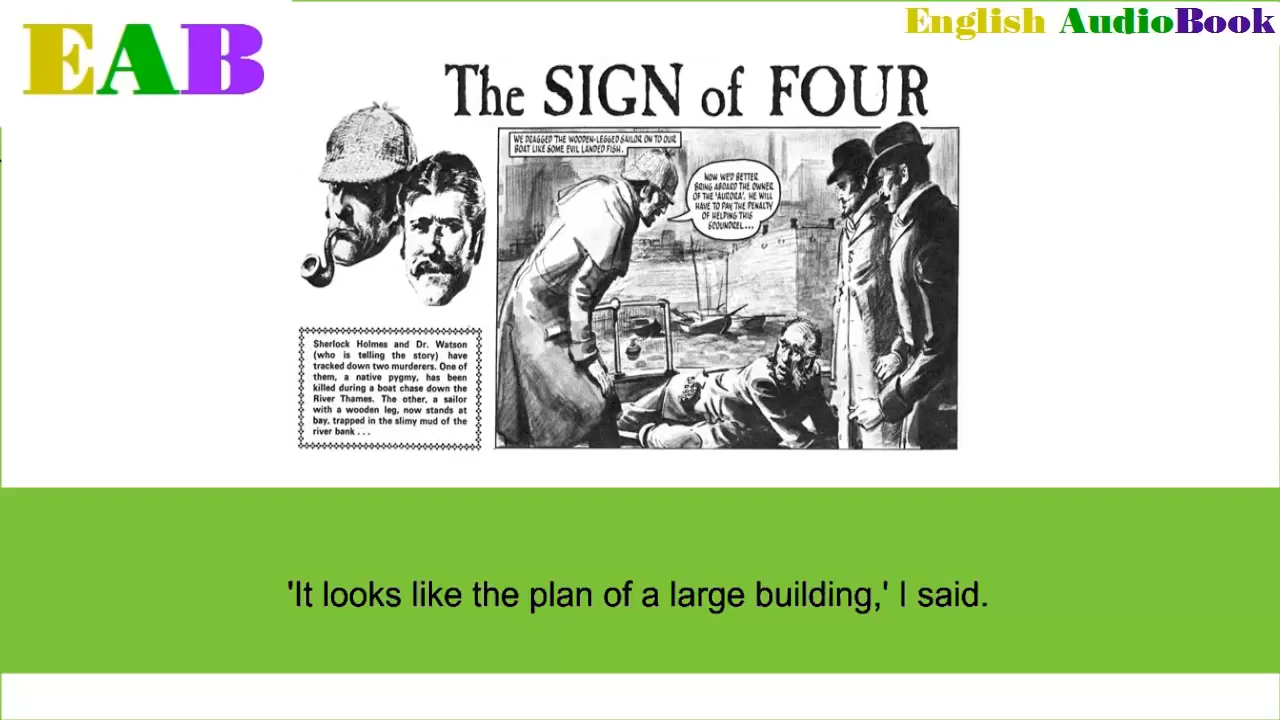 EAB
English AudioBook
The SIGN of FOUR
WE DRAGGED THE WOODEN-LEGGED SAILOR ON TO OUR
BOAT LIKE SOME EVIL LANDED FISH.
NOW WE'D BETTER
BRING ABOARD THE OWNER
OF THE 'AURORA'. HE WILL
HAVE TO PAY THE PENALTY
OF HELPING THIS
SCOUNDREL...
Sherlock Holmes and Dr. Watson
(who is telling the story) have
tracked down two murderers. One of
them, a native pygmy, has been
killed during a boat chase down the
River Thames. The other, a sailor
with a wooden leg, now stands at
bay, trapped in the slimy mud of the
river bank . . .
'It looks like the plan of a large building,' I said.